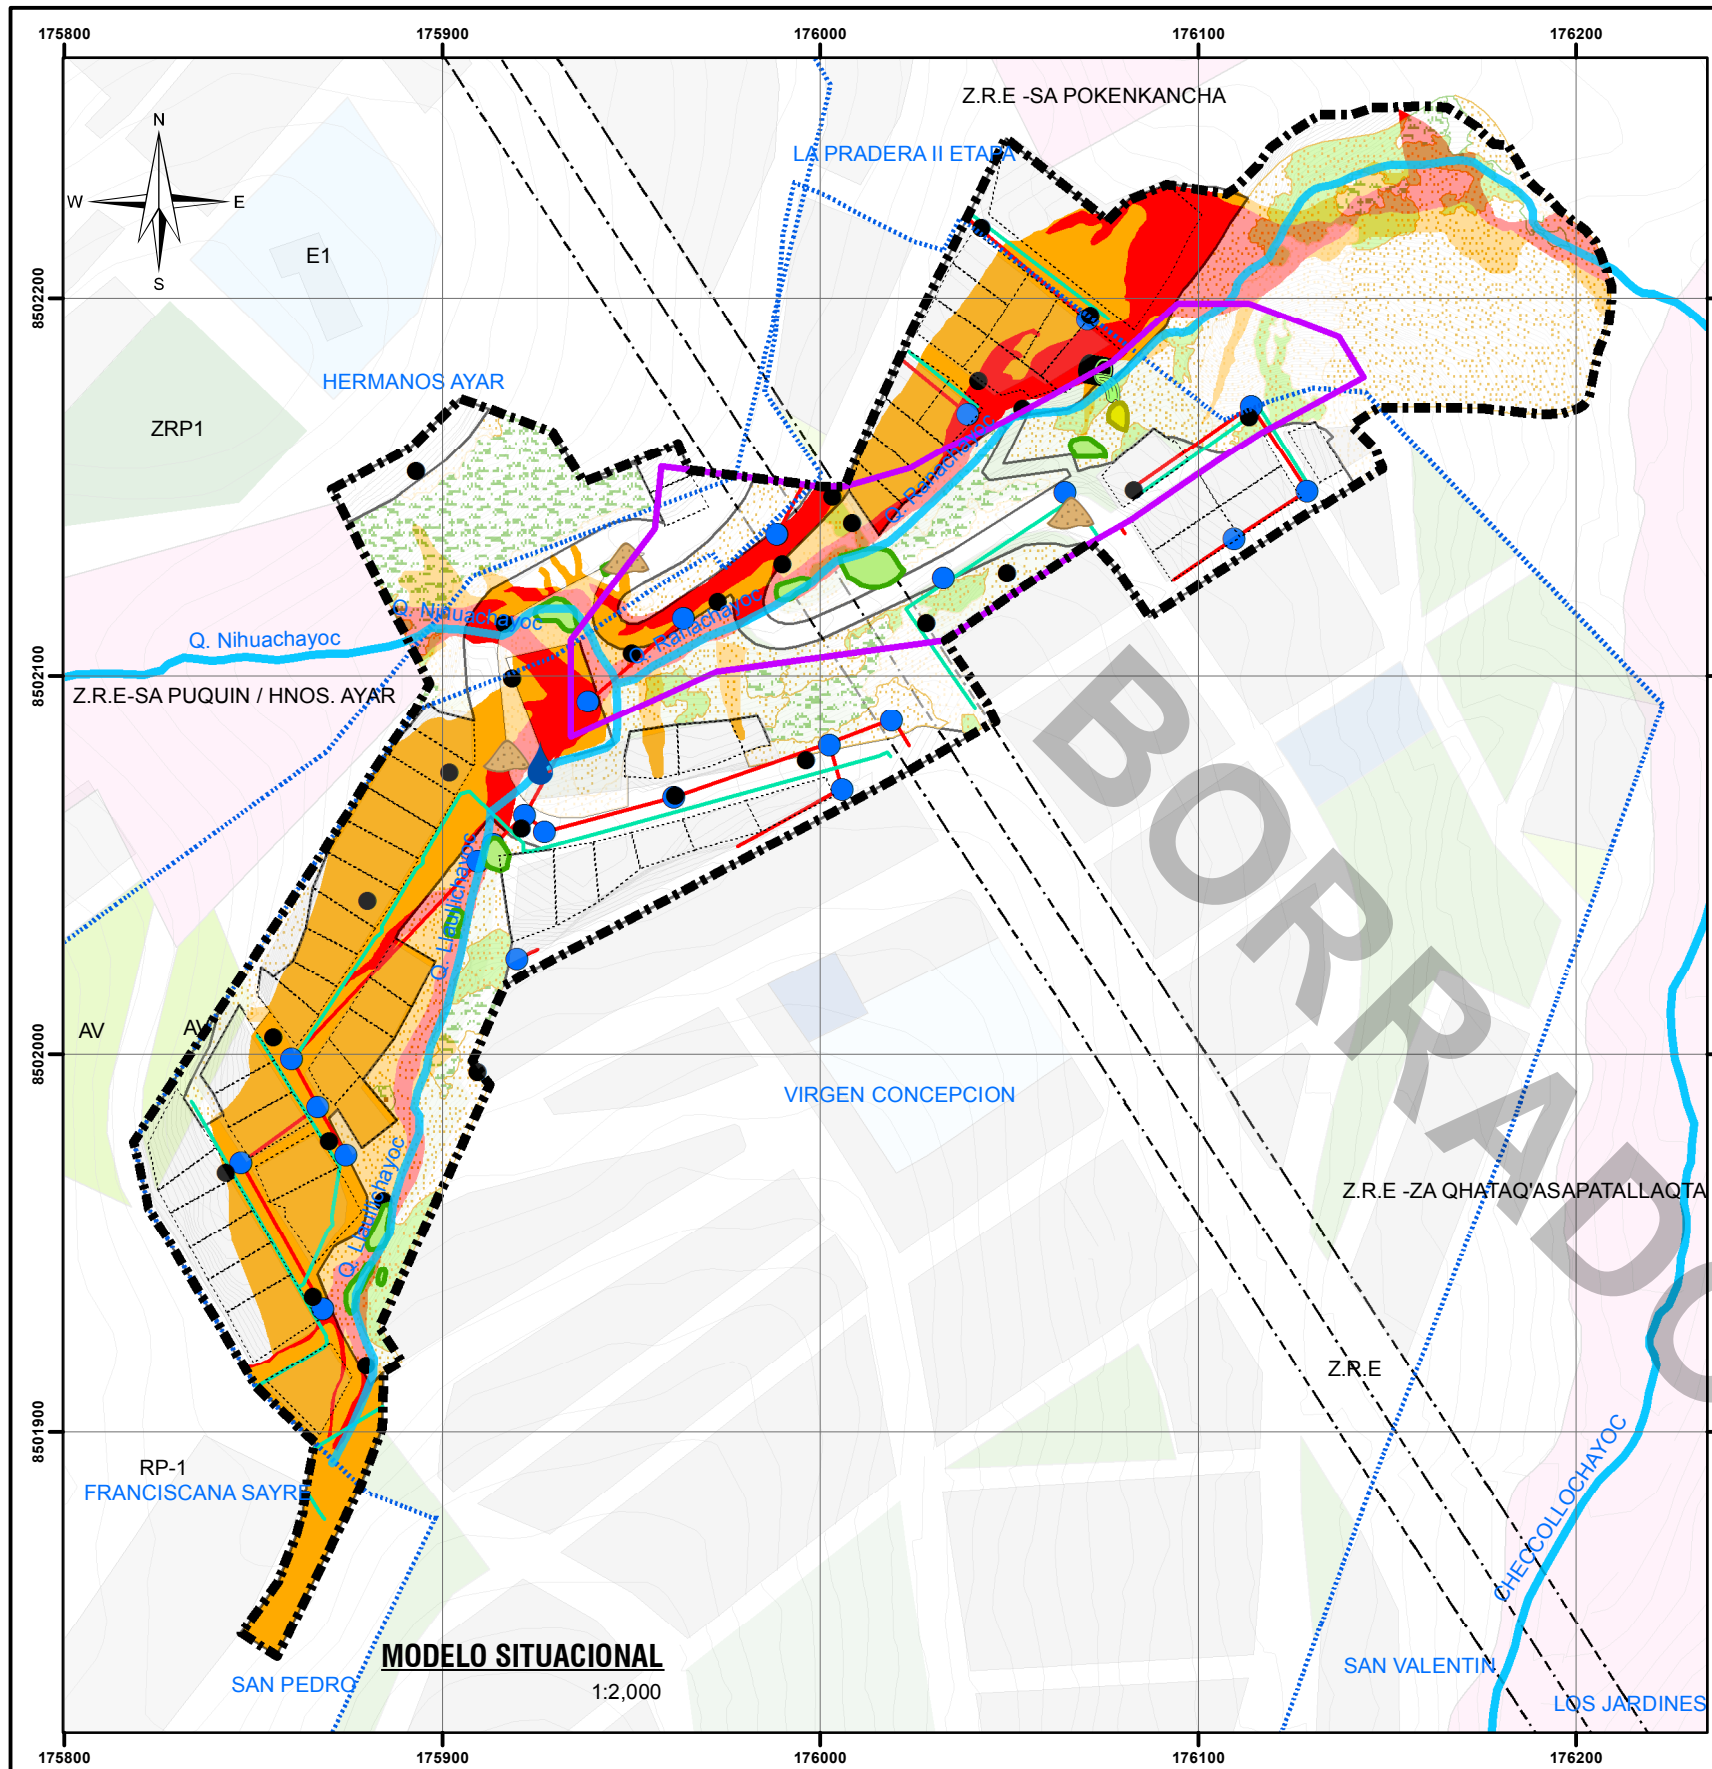 175800
175900
176000
176100
176200
Z.R.E -SA POKENKANCHA
N
LA PRADERA II ETAPA
W
E
E1
S
8502200
HERMANOS AYAR
ZRP1
Q. Ranachayoc
Q. Nihuachayoc
Q. Ranachayoc
Q. Nihuachayoc
8502100
Z.R.E-SA PUQUIN / HNOS. AYAR
BORRADO
Q. Llaullichayoc
AV
AV
8502000
VIRGEN CONCEPCION
Q. Llaullichayoc
Z.R.E -ZA QHATAQ'ASAPATALLAQTA
Z.R.E
8501900
RP-1
FRANCISCANA SAYRE
CHECCOLLOCHAYOC
MODELO SITUACIONAL
SAN VALENTIN
SAN PEDRO
1:2,000
LOS JARDINES
175800
175900
176000
176100
176200